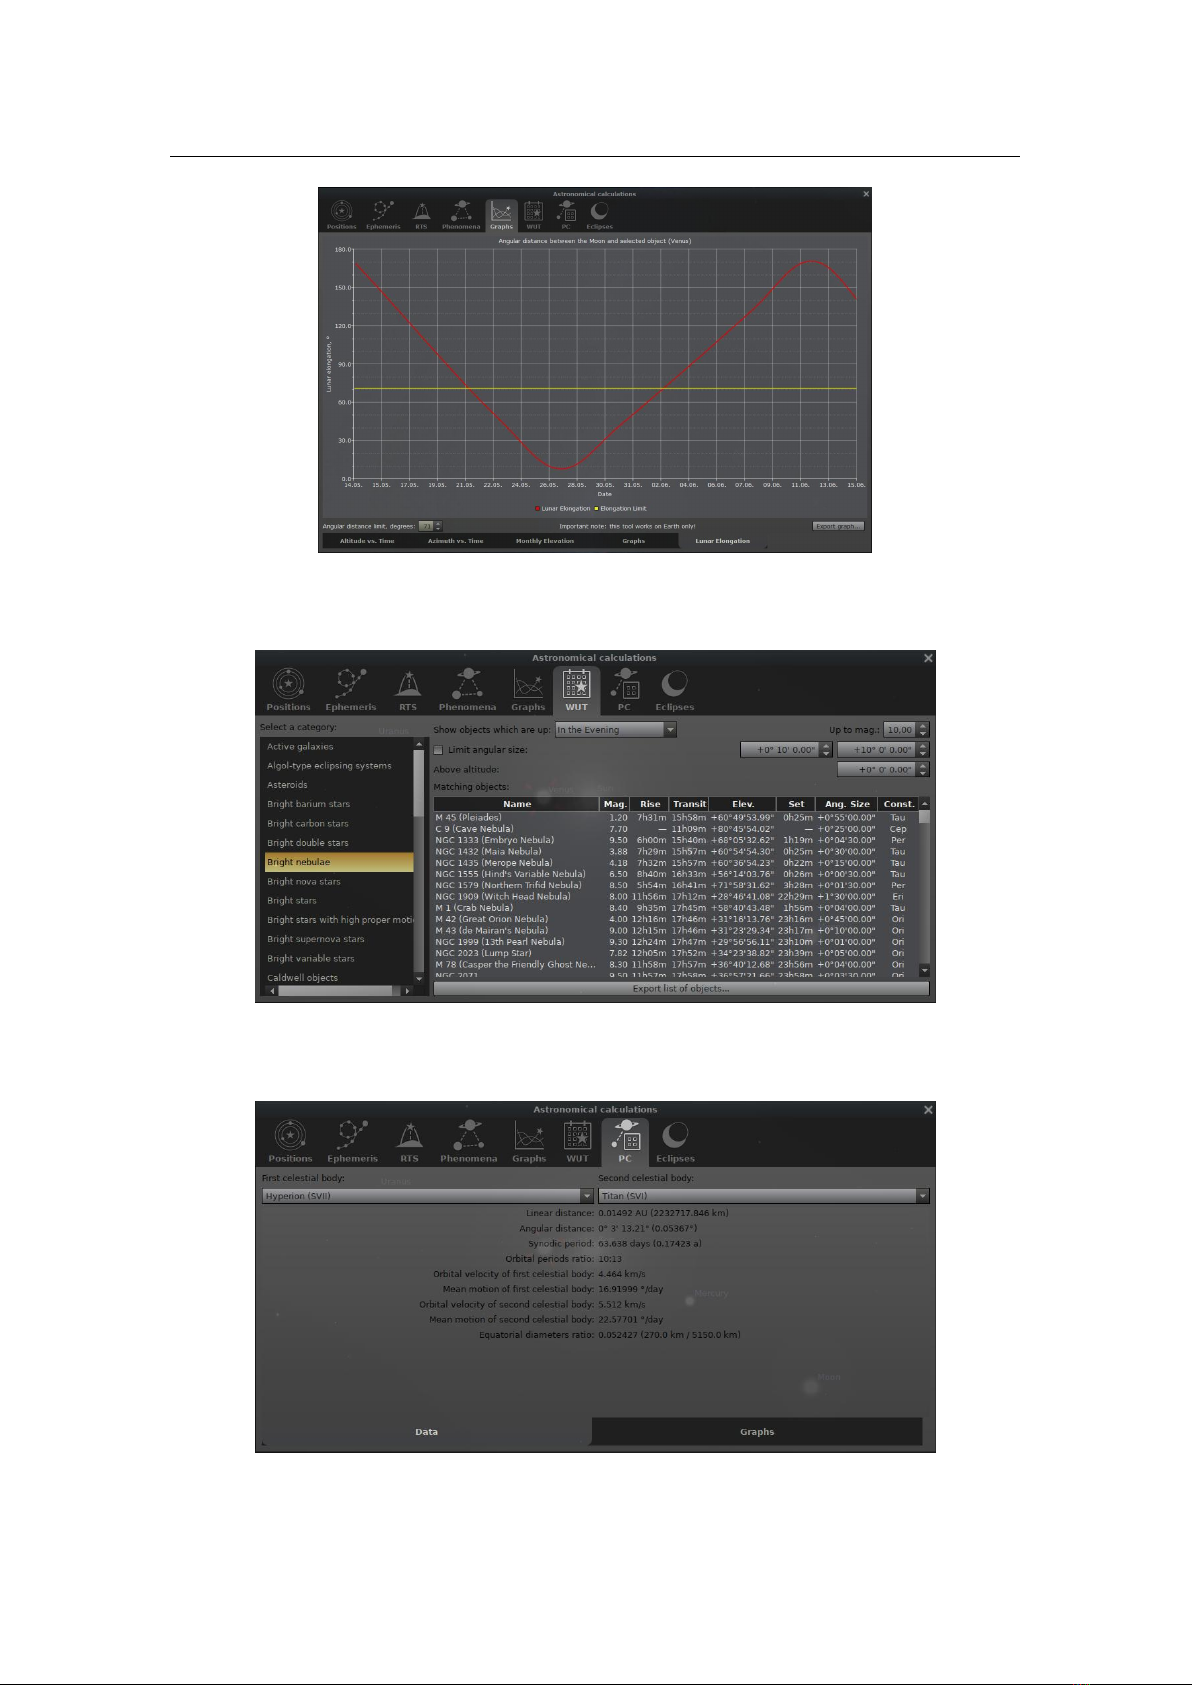 Astronomical calculations
Positions Ephemeris RTS Phenomena Graphs WUT PC Eclipses
Angular distance between the Moon and selected object (Venus)
180.0
150.0
120.0
90.0
60.0
30.0
0.0
Lunar elongation, °
14.05. 15.05. 17.05. 19.05. 21.05. 22.05. 24.05. 26.05. 28.05. 30.05. 31.05. 02.06. 04.06. 06.06. 07.06. 09.06. 11.06. 13.06. 15.06.
Date
Lunar Elongation Elongation Limit
Angular distance limit, degrees: 71 Important note: this tool works on Earth only! Export graph...
Altitude vs. Time Azimuth vs. Time Monthly Elevation Graphs Lunar Elongation
Astronomical calculations
Positions Ephemeris RTS Phenomena Graphs WUT PC Eclipses
Select a category:
Active galaxies
Algol-type eclipsing systems
Asteroids
Bright barium stars
Bright carbon stars
Bright double stars
Bright nebulae
Bright nova stars
Bright stars
Bright stars with high proper moti
Bright supernova stars
Bright variable stars
Caldwell objects
Show objects which are up: In the Evening Up to mag.: 10,00
Limit angular size: +0° 10' 0.00" +10° 0' 0.00"
Above altitude: +0° 0' 0.00"
Matching objects:
Name Mag. Rise Transit Elev. Set Ang. Size Const.
M 45 (Pleiades) 1.20 7h31m 15h58m +60°49'53.99" 0h25m +0°55'00.00" Tau
C 9 (Cave Nebula) 7.70 — 11h09m +80°45'54.02" — +0°25'00.00" Cep
NGC 1333 (Embryo Nebula) 9.50 6h00m 15h40m +68°05'32.62" 1h19m +0°04'30.00" Per
NGC 1432 (Maia Nebula) 3.88 7h29m 15h57m +60°54'54.30" 0h25m +0°30'00.00" Tau
NGC 1435 (Merope Nebula) 4.18 7h32m 15h57m +60°36'54.23" 0h22m +0°15'00.00" Tau
NGC 1555 (Hind's Variable Nebula) 6.50 8h40m 16h33m +56°14'03.76" 0h26m +0°00'30.00" Tau
NGC 1579 (Northern Trifid Nebula) 8.50 5h54m 16h41m +71°58'31.62" 3h28m +0°01'30.00" Per
NGC 1909 (Witch Head Nebula) 8.00 11h56m 17h12m +28°46'41.08" 22h29m +1°30'00.00" Eri
M 1 (Crab Nebula) 8.40 9h35m 17h45m +58°40'43.48" 1h56m +0°04'00.00" Tau
M 42 (Great Orion Nebula) 4.00 12h16m 17h46m +31°16'13.76" 23h16m +0°45'00.00" Ori
M 43 (de Mairan's Nebula) 9.00 12h15m 17h46m +31°23'29.34" 23h17m +0°10'00.00" Ori
NGC 1999 (13th Pearl Nebula) 9.30 12h24m 17h47m +29°56'56.11" 23h10m +0°01'00.00" Ori
NGC 2023 (Lump Star) 7.82 12h05m 17h52m +34°23'38.82" 23h39m +0°05'00.00" Ori
M 78 (Casper the Friendly Ghost Ne... 8.30 11h58m 17h57m +36°40'12.68" 23h56m +0°04'00.00" Ori
NGC 2071 9.50 11h57m 17h58m +36°57'21.66" 23h58m +0°03'30.00" Ori
Export list of objects...
Astronomical calculations
Positions Ephemeris RTS Phenomena Graphs WUT PC Eclipses
First celestial body: Second celestial body:
Hyperion (SVII) Titan (SVI)
Linear distance: 0.01492 AU (2232717.846 km)
Angular distance: 0° 3' 13.21" (0.05367°)
Synodic period: 63.638 days (0.17423 a)
Orbital periods ratio: 10:13
Orbital velocity of first celestial body: 4.464 km/s
Mean motion of first celestial body: 16.91999 °/day
Mercury
Orbital velocity of second celestial body: 5.512 km/s
Mean motion of second celestial body: 22.57701 °/day
Equatorial diameters ratio: 0.052427 (270.0 km / 5150.0 km)
Moon
Data Graphs